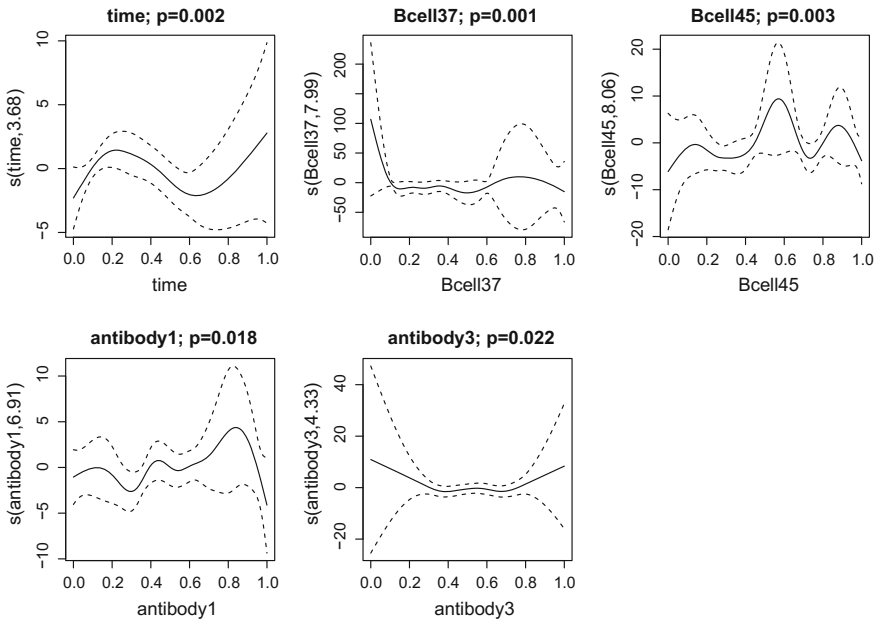 time; p=0.002
s(time,3.68)
10
5
0
−5
0.0 0.2 0.4 0.6 0.8 1.0
time
Bcell37; p=0.001
s(Bcell37,7.99)
200
100
50
0
−50
0.0 0.2 0.4 0.6 0.8 1.0
Bcell37
Bcell45; p=0.003
s(Bcell45,8.06)
20
10
0
−10
−20
0.0 0.2 0.4 0.6 0.8 1.0
Bcell45
antibody1; p=0.018
s(antibody1,6.91)
10
5
0
−5
−10
0.0 0.2 0.4 0.6 0.8 1.0
antibody1
antibody3; p=0.022
s(antibody3,4.33)
40
20
0
−20
0.0 0.2 0.4 0.6 0.8 1.0
antibody3